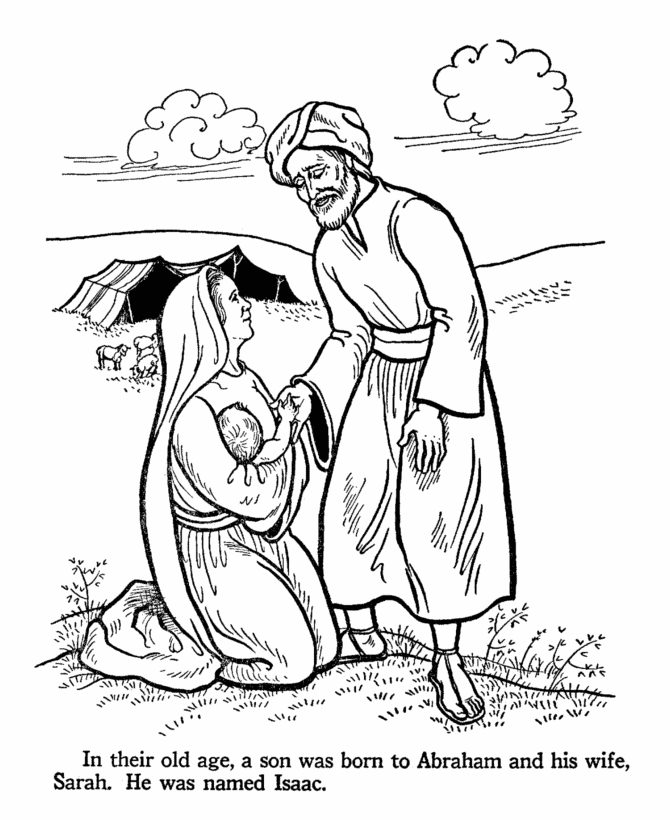 In their old age, a son was born to Abraham and his wife,
Sarah. He was named Isaac.